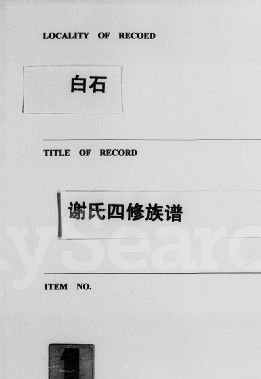 LOCALITY OF RECOED
白石
TITLE OF RECORD
谢氏四修族谱
ITEM NO.
1